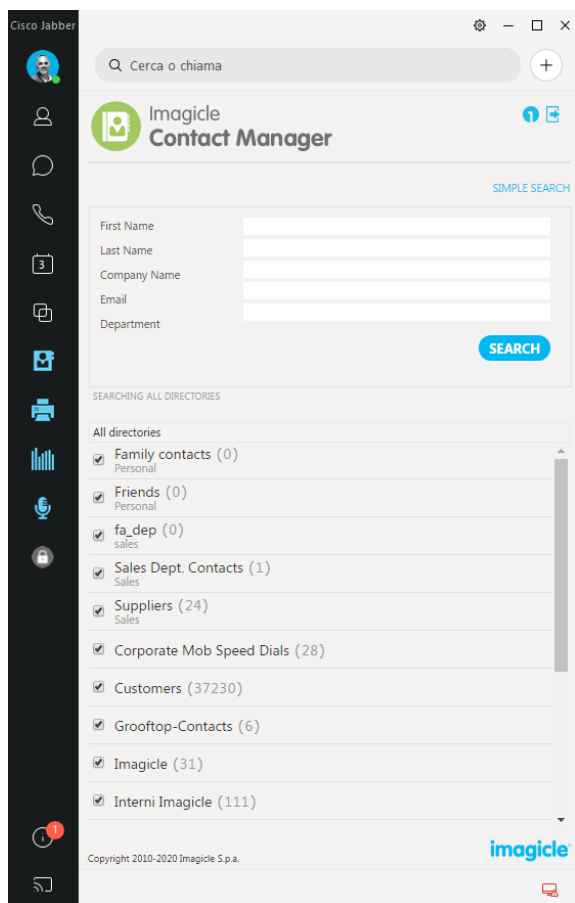 Cisco Jabber
Cerca o chiama
Imagicle
Contact Manager
1
SIMPLE SEARCH
First Name
Last Name
Company Name
Email
Department
SEARCH
SEARCHING ALL DIRECTORIES
All directories
Family contacts (0)
Personal
Friends (0)
Personal
fa_dep (0)
sales
Sales Dept. Contacts (1)
Sales
Suppliers (24)
Sales
Corporate Mob Speed Dials (28)
Customers (37230)
Grooftop-Contacts (6)
Imagicle (31)
Interni Imagicle (111)
3
1
Copyright 2010-2020 Imagicle S.p.a.
imagicle